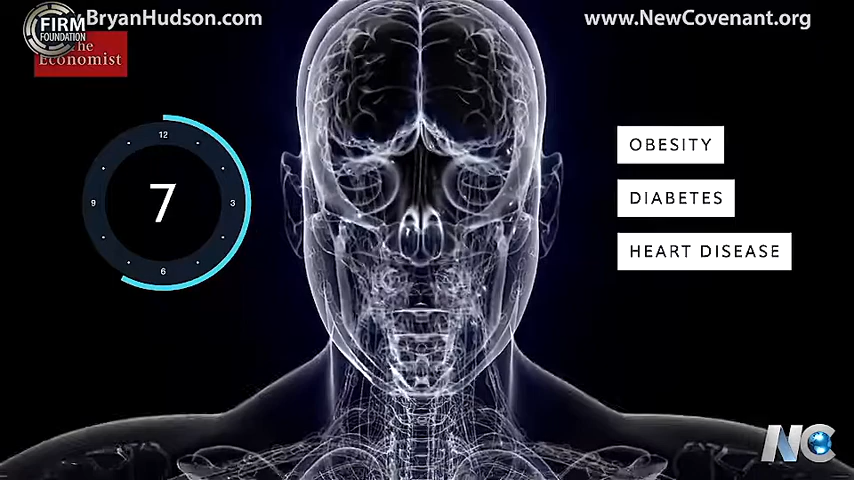 BryanHudson.com
www.NewCovenant.org
FIRM
FOUNDATION
The
Economist
12
9
7
3
6
OBESITY
DIABETES
HEART DISEASE
NC